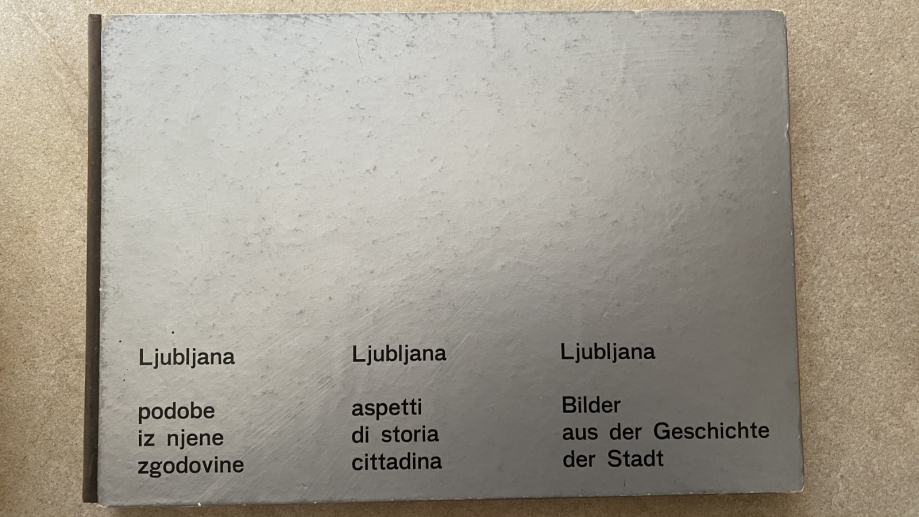 Ljubljana
podobe
iz njene
zgodovine
Ljubljana
aspetti
di storia
cittadina
Ljubljana
Bilder
aus der Geschichte
der Stadt